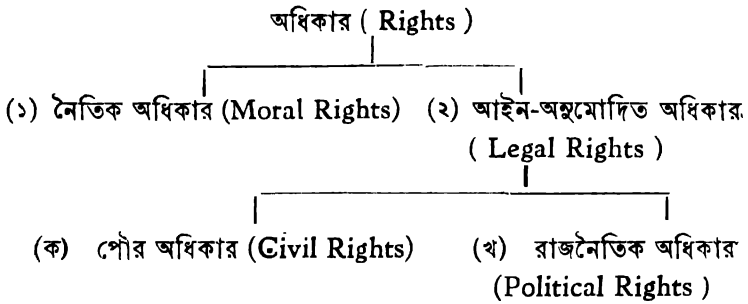 অধিকার ( Rights )
(১) নৈতিক অধিকার (Moral Rights) (২) আইন-অনুমোদিত অধিকার
( Legal Rights )
(ক) পৌর অধিকার (Civil Rights) (খ) রাজনৈতিক অধিকার
(Political Rights )